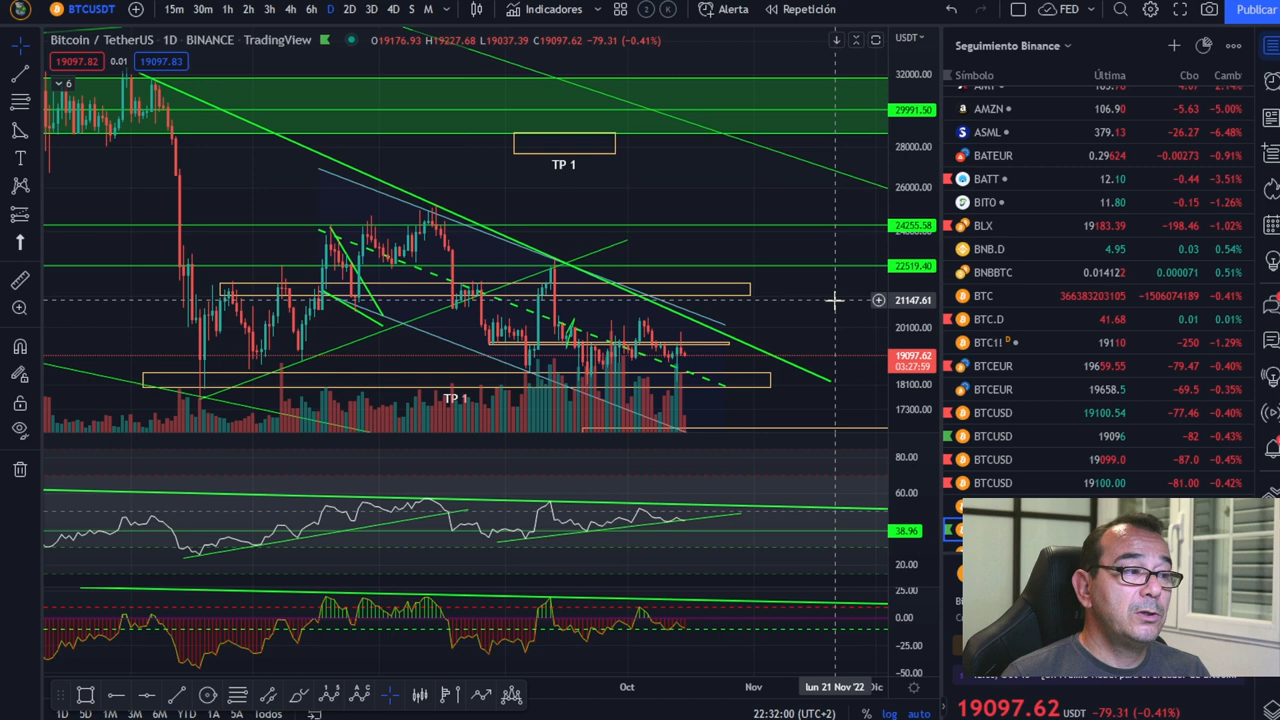 BTCUSDT 15m 30m 1h 2h 3h 4h 6h D 2D 3D 4D S M Indicadores Alerta Repetición FED Publicar
Bitcoin / TetherUS · 1D · BINANCE · TradingView O19176.93 H19227.68 L19037.39 C19097.62 −79.31 (−0.41%)
USDT
19097.82 0.01 19097.83
6
32000.00
29991.50
28000.00
TP 1
26000.00
24255.58
22519.40
21147.61
20100.00
19097.62
03:27:59
18100.00
TP 1
17300.00
80.00
60.00
38.96
20.00
25.00
0.00
−25.00
−50.00
Oct Nov lun 21 Nov '22 Dic
1D 5D 1M 3M 6M YTD 1A 5A Todos 22:32:00 (UTC+2) % log auto
Seguimiento Binance
Símbolo Última Cbo Camb
AMZN 106.90 −5.63 −5.00%
ASML 379.13 −26.27 −6.48%
BATEUR 0.29624 −0.00273 −0.91%
BATT 12.10 −0.44 −3.51%
BITO 11.80 −0.15 −1.26%
BLX 19183.39 −198.46 −1.02%
BNB.D 4.95 0.03 0.54%
BNBBTC 0.014122 0.000071 0.51%
BTC 366383203105 −1506074189 −0.41%
BTC.D 41.68 0.01 0.01%
BTC1! D 19110 −250 −1.29%
BTCEUR 19659.55 −79.47 −0.40%
BTCEUR 19658.5 −69.5 −0.35%
BTCUSD 19100.54 −77.46 −0.40%
BTCUSD 19096 −82 −0.43%
BTCUSD 19099.0 −87.0 −0.45%
BTCUSD 19100.00 −81.00 −0.42%
19097.62 USDT −79.31 (−0.41%)